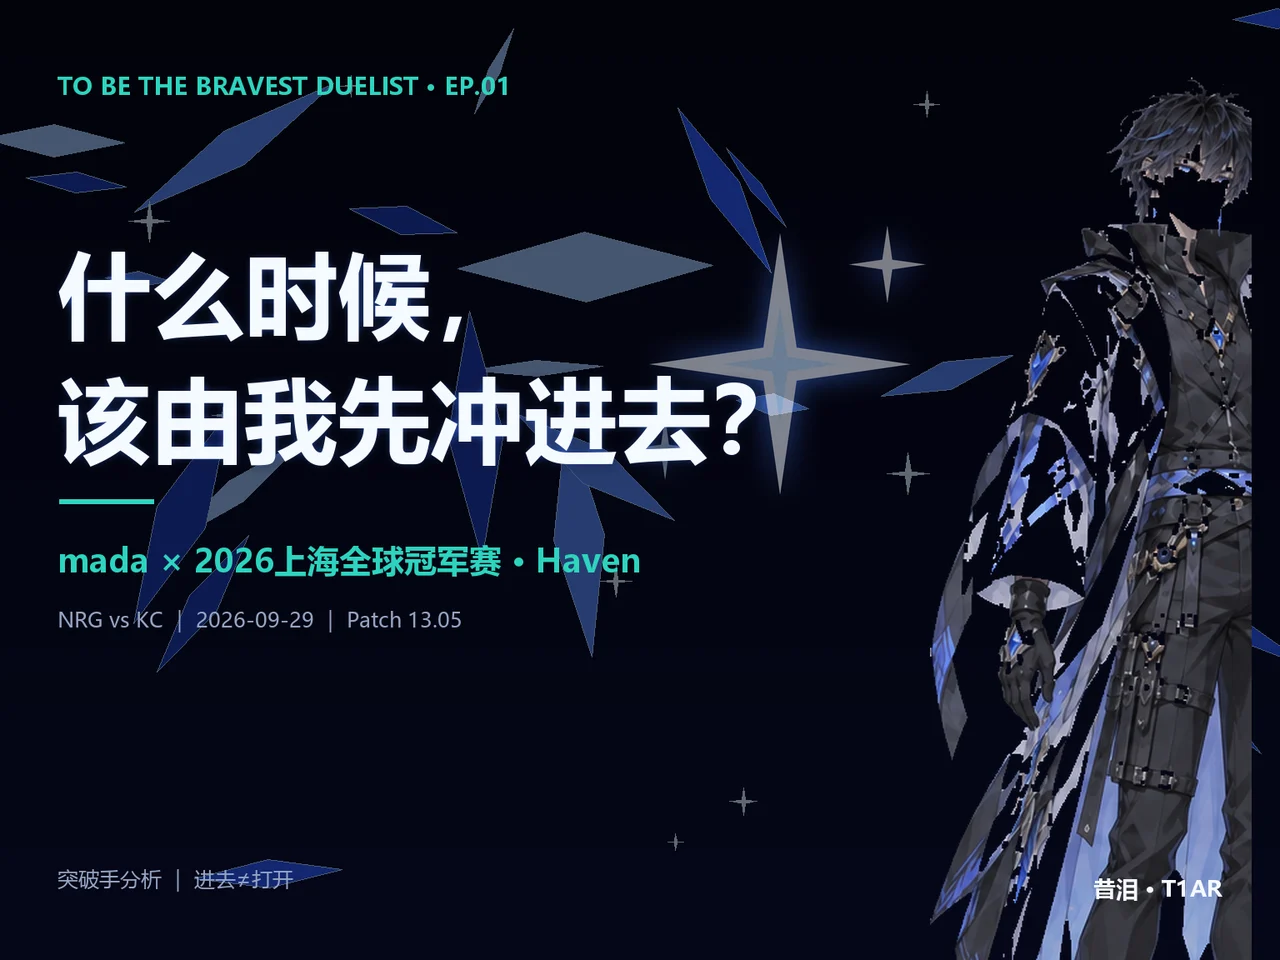 TO BE THE BRAVEST DUELIST • EP.01
什么时候，
该由我先冲进去？
mada × 2026上海全球冠军赛 • Haven
NRG vs KC | 2026-09-29 | Patch 13.05
突破手分析 | 进去≠打开
昔泪 • T1AR